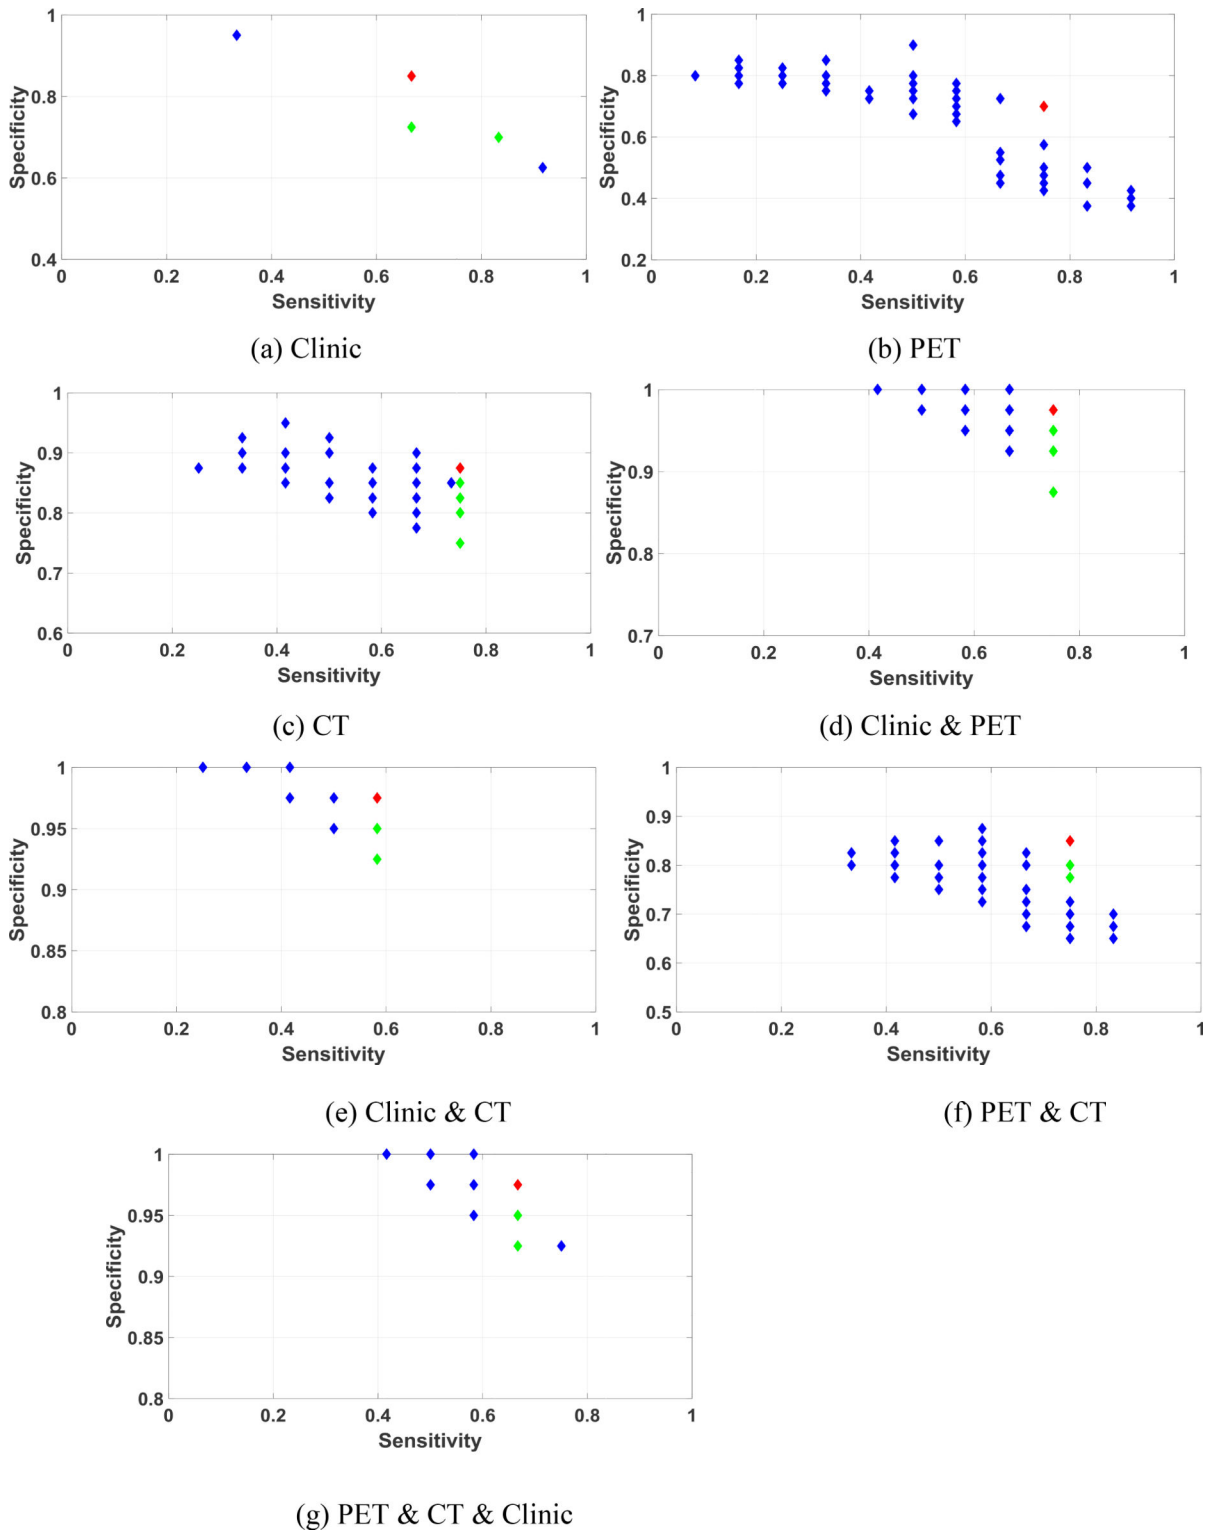 1
0.8
0.6
0.4
Specificity
0 0.2 0.4 0.6 0.8 1
Sensitivity
(a) Clinic
1
0.8
0.6
0.4
0.2
Specificity
0 0.2 0.4 0.6 0.8 1
Sensitivity
(b) PET
1
0.9
0.8
0.7
0.6
Specificity
0 0.2 0.4 0.6 0.8 1
Sensitivity
(c) CT
1
0.9
0.8
0.7
Specificity
0 0.2 0.4 0.6 0.8 1
Sensitivity
(d) Clinic & PET
1
0.95
0.9
0.85
0.8
Specificity
0 0.2 0.4 0.6 0.8 1
Sensitivity
(e) Clinic & CT
1
0.9
0.8
0.7
0.6
0.5
Specificity
0 0.2 0.4 0.6 0.8 1
Sensitivity
(f) PET & CT
1
0.95
0.9
0.85
0.8
Specificity
0 0.2 0.4 0.6 0.8 1
Sensitivity
(g) PET & CT & Clinic